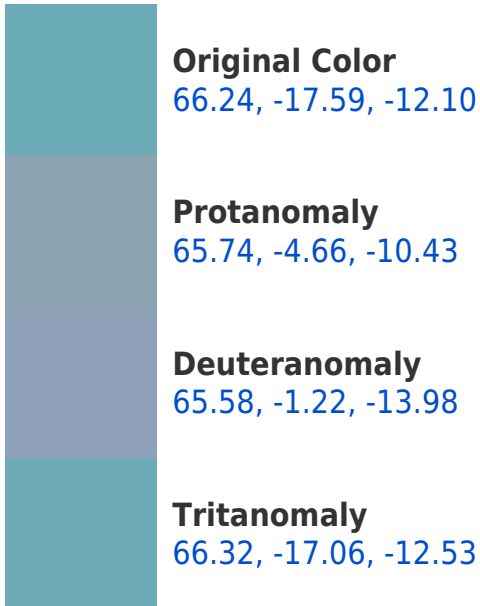 Original Color
66.24, -17.59, -12.10
Protanomaly
65.74, -4.66, -10.43
Deuteranomaly
65.58, -1.22, -13.98
Tritanomaly
66.32, -17.06, -12.53